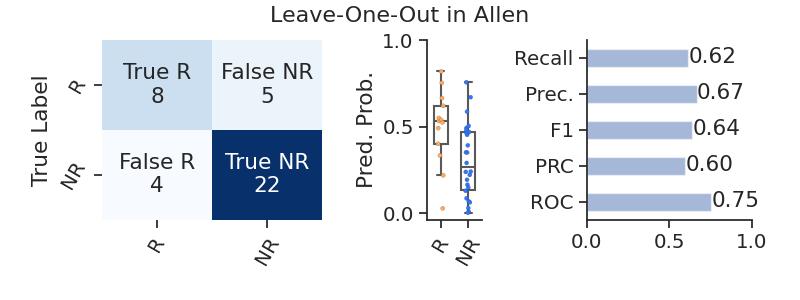 Leave-One-Out in Allen
True Label
R
NR
True R
8
False NR
5
False R
4
True NR
22
R
NR
Pred. Prob.
1.0
0.5
0.0
R
NR
Recall
Prec.
F1
PRC
ROC
0.62
0.67
0.64
0.60
0.75
0.0
0.5
1.0